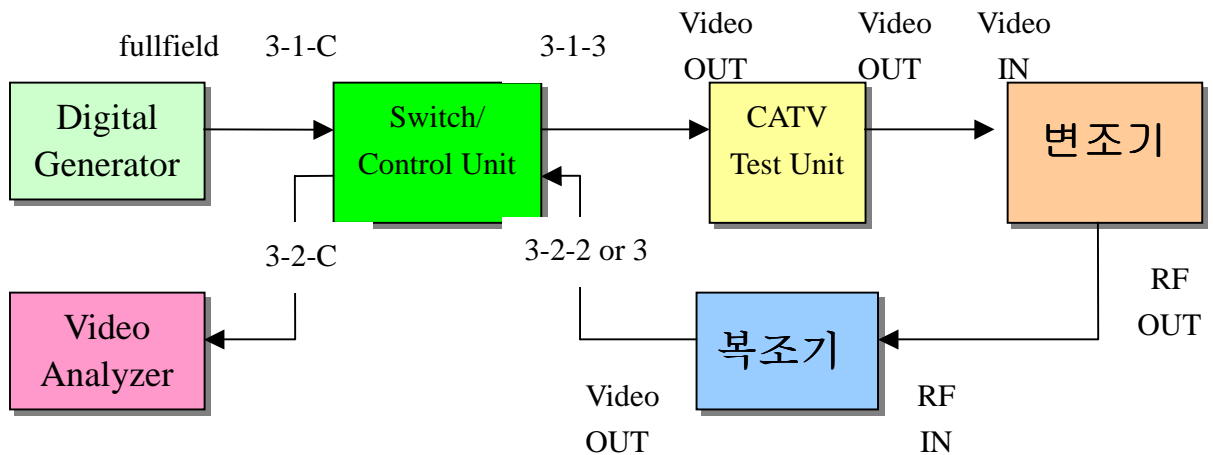 Video
OUT
Video
OUT
Video
IN
fullfield
3-1-C
3-1-3
Digital
Generator
Switch/
Control Unit
CATV
Test Unit
변조기
3-2-C
3-2-2 or 3
RF
OUT
Video
Analyzer
복조기
Video
OUT
RF
IN